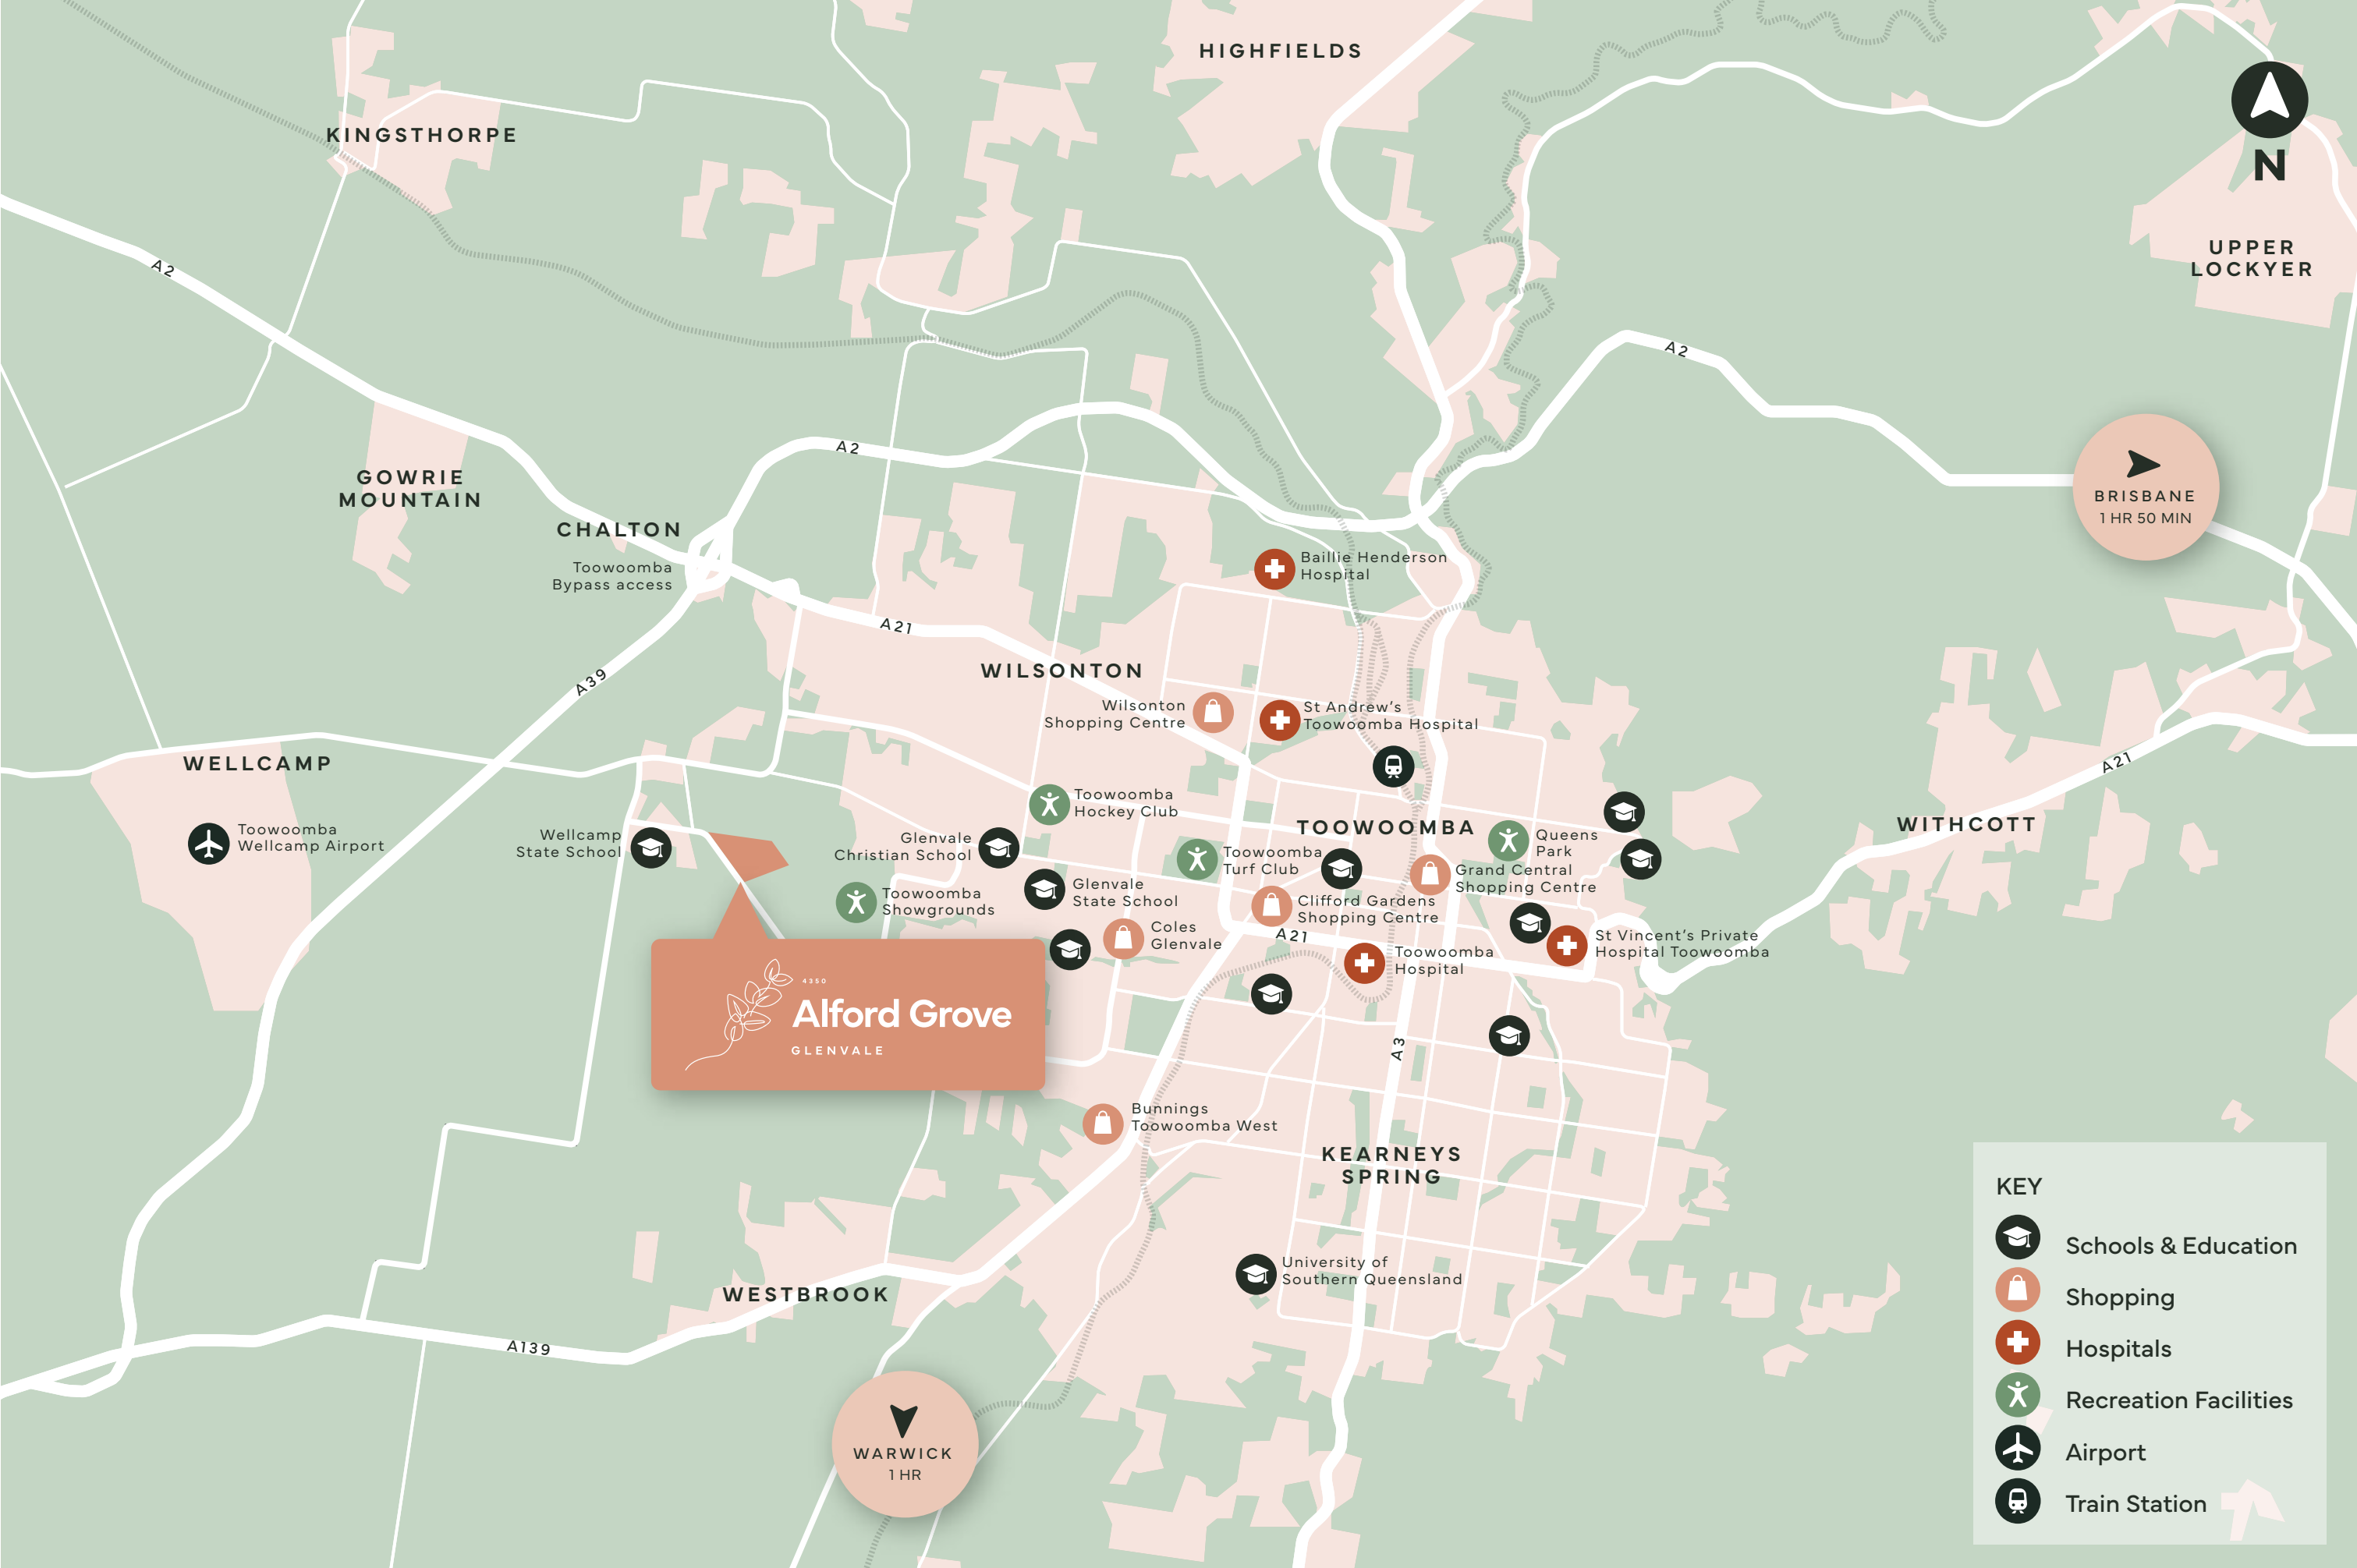 HIGHFIELDS
KINGSTHORPE
N
UPPER
LOCKYER
A2
A2
A2
GOWRIE
MOUNTAIN
BRISBANE
1 HR 50 MIN
CHALTON
Toowoomba
Bypass access
Baillie Henderson
Hospital
A21
WILSONTON
A39
Wilsonton
Shopping Centre
St Andrew’s
Toowoomba Hospital
WELLCAMP
A21
Toowoomba
Hockey Club
TOOWOOMBA
WITHCOTT
Toowoomba
Wellcamp Airport
Wellcamp
State School
Glenvale
Christian School
Toowoomba
Turf Club
Queens
Park
Grand Central
Shopping Centre
Toowoomba
Showgrounds
Glenvale
State School
Clifford Gardens
Shopping Centre
Coles
Glenvale
A21
St Vincent’s Private
Hospital Toowoomba
Toowoomba
Hospital
4350
Alford Grove
GLENVALE
A3
Bunnings
Toowoomba West
KEARNEYS
SPRING
University of
Southern Queensland
WESTBROOK
A139
WARWICK
1 HR
KEY
Schools & Education
Shopping
Hospitals
Recreation Facilities
Airport
Train Station